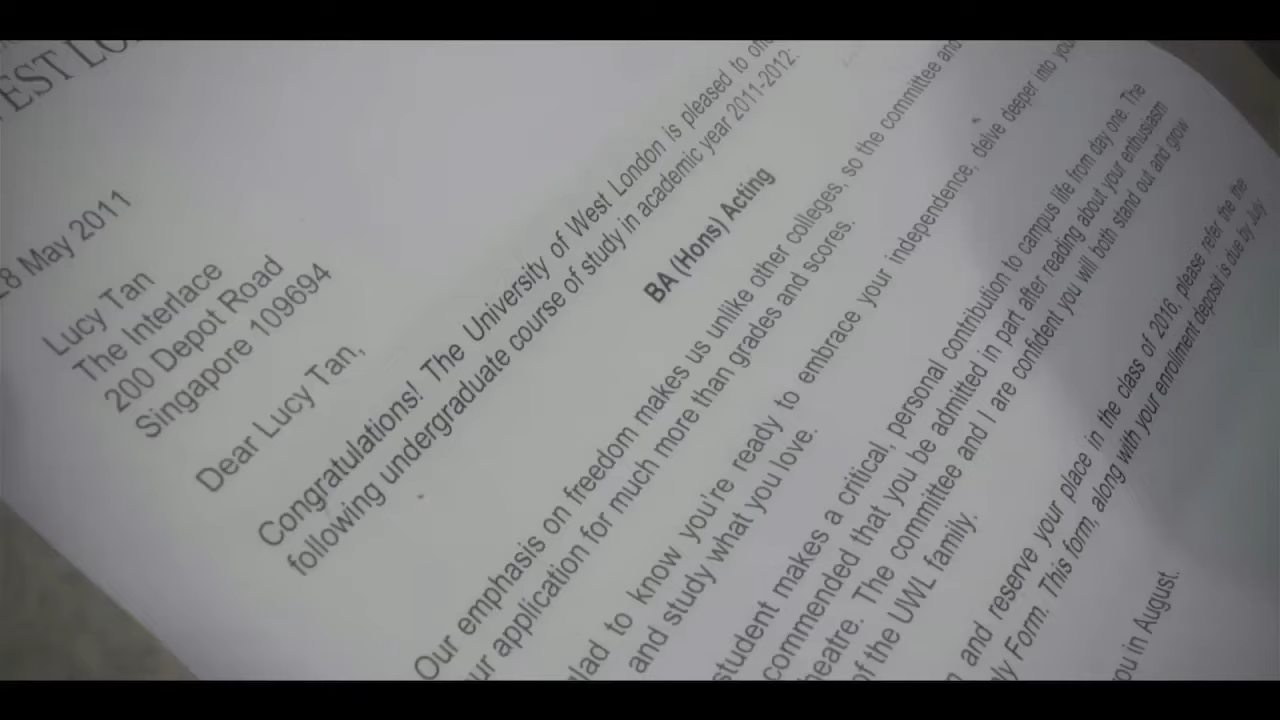 EST LO
8 May 2011
Lucy Tan
The Interlace
200 Depot Road
Singapore 109694
Dear Lucy Tan,
Congratulations! The University of West London is pleased to
following undergraduate course of study in academic year 2011-2012:
BA (Hons) Acting
Our emphasis on freedom makes us unlike other colleges, so the committee and
ur application for much more than grades and scores.
lad to know you're ready to embrace your independence, delve deeper into
and study what you love.
student makes a critical, personal contribution to campus life from day one. The
commended that you be admitted in part after reading about your enthusiasm
heatre. The committee and I are confident you will both stand out and grow
of the UWL family.
and reserve your place in the class of 2016, please refer the the
ly Form. This form, along with your enrollment deposit is due by July
ou in August.